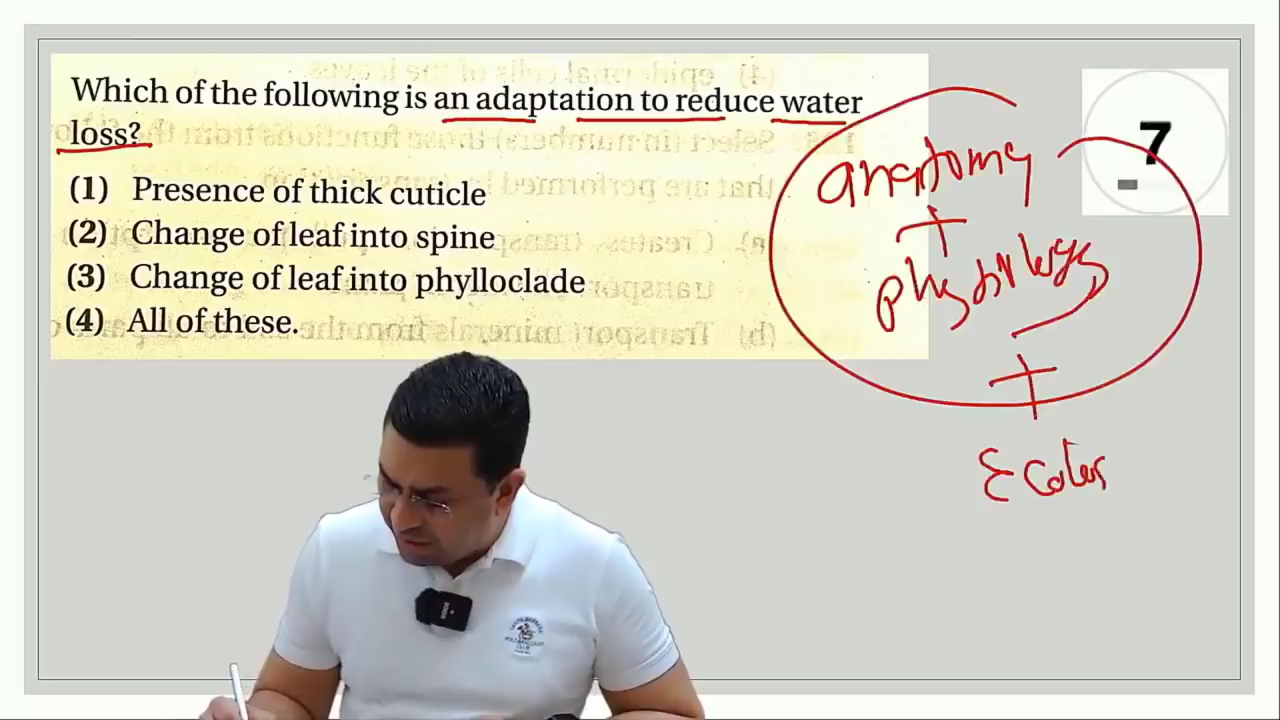 Which of the following is an adaptation to reduce water
loss?
(1) Presence of thick cuticle
(2) Change of leaf into spine
(3) Change of leaf into phylloclade
(4) All of these.
7
anatomy
+
physiology
+